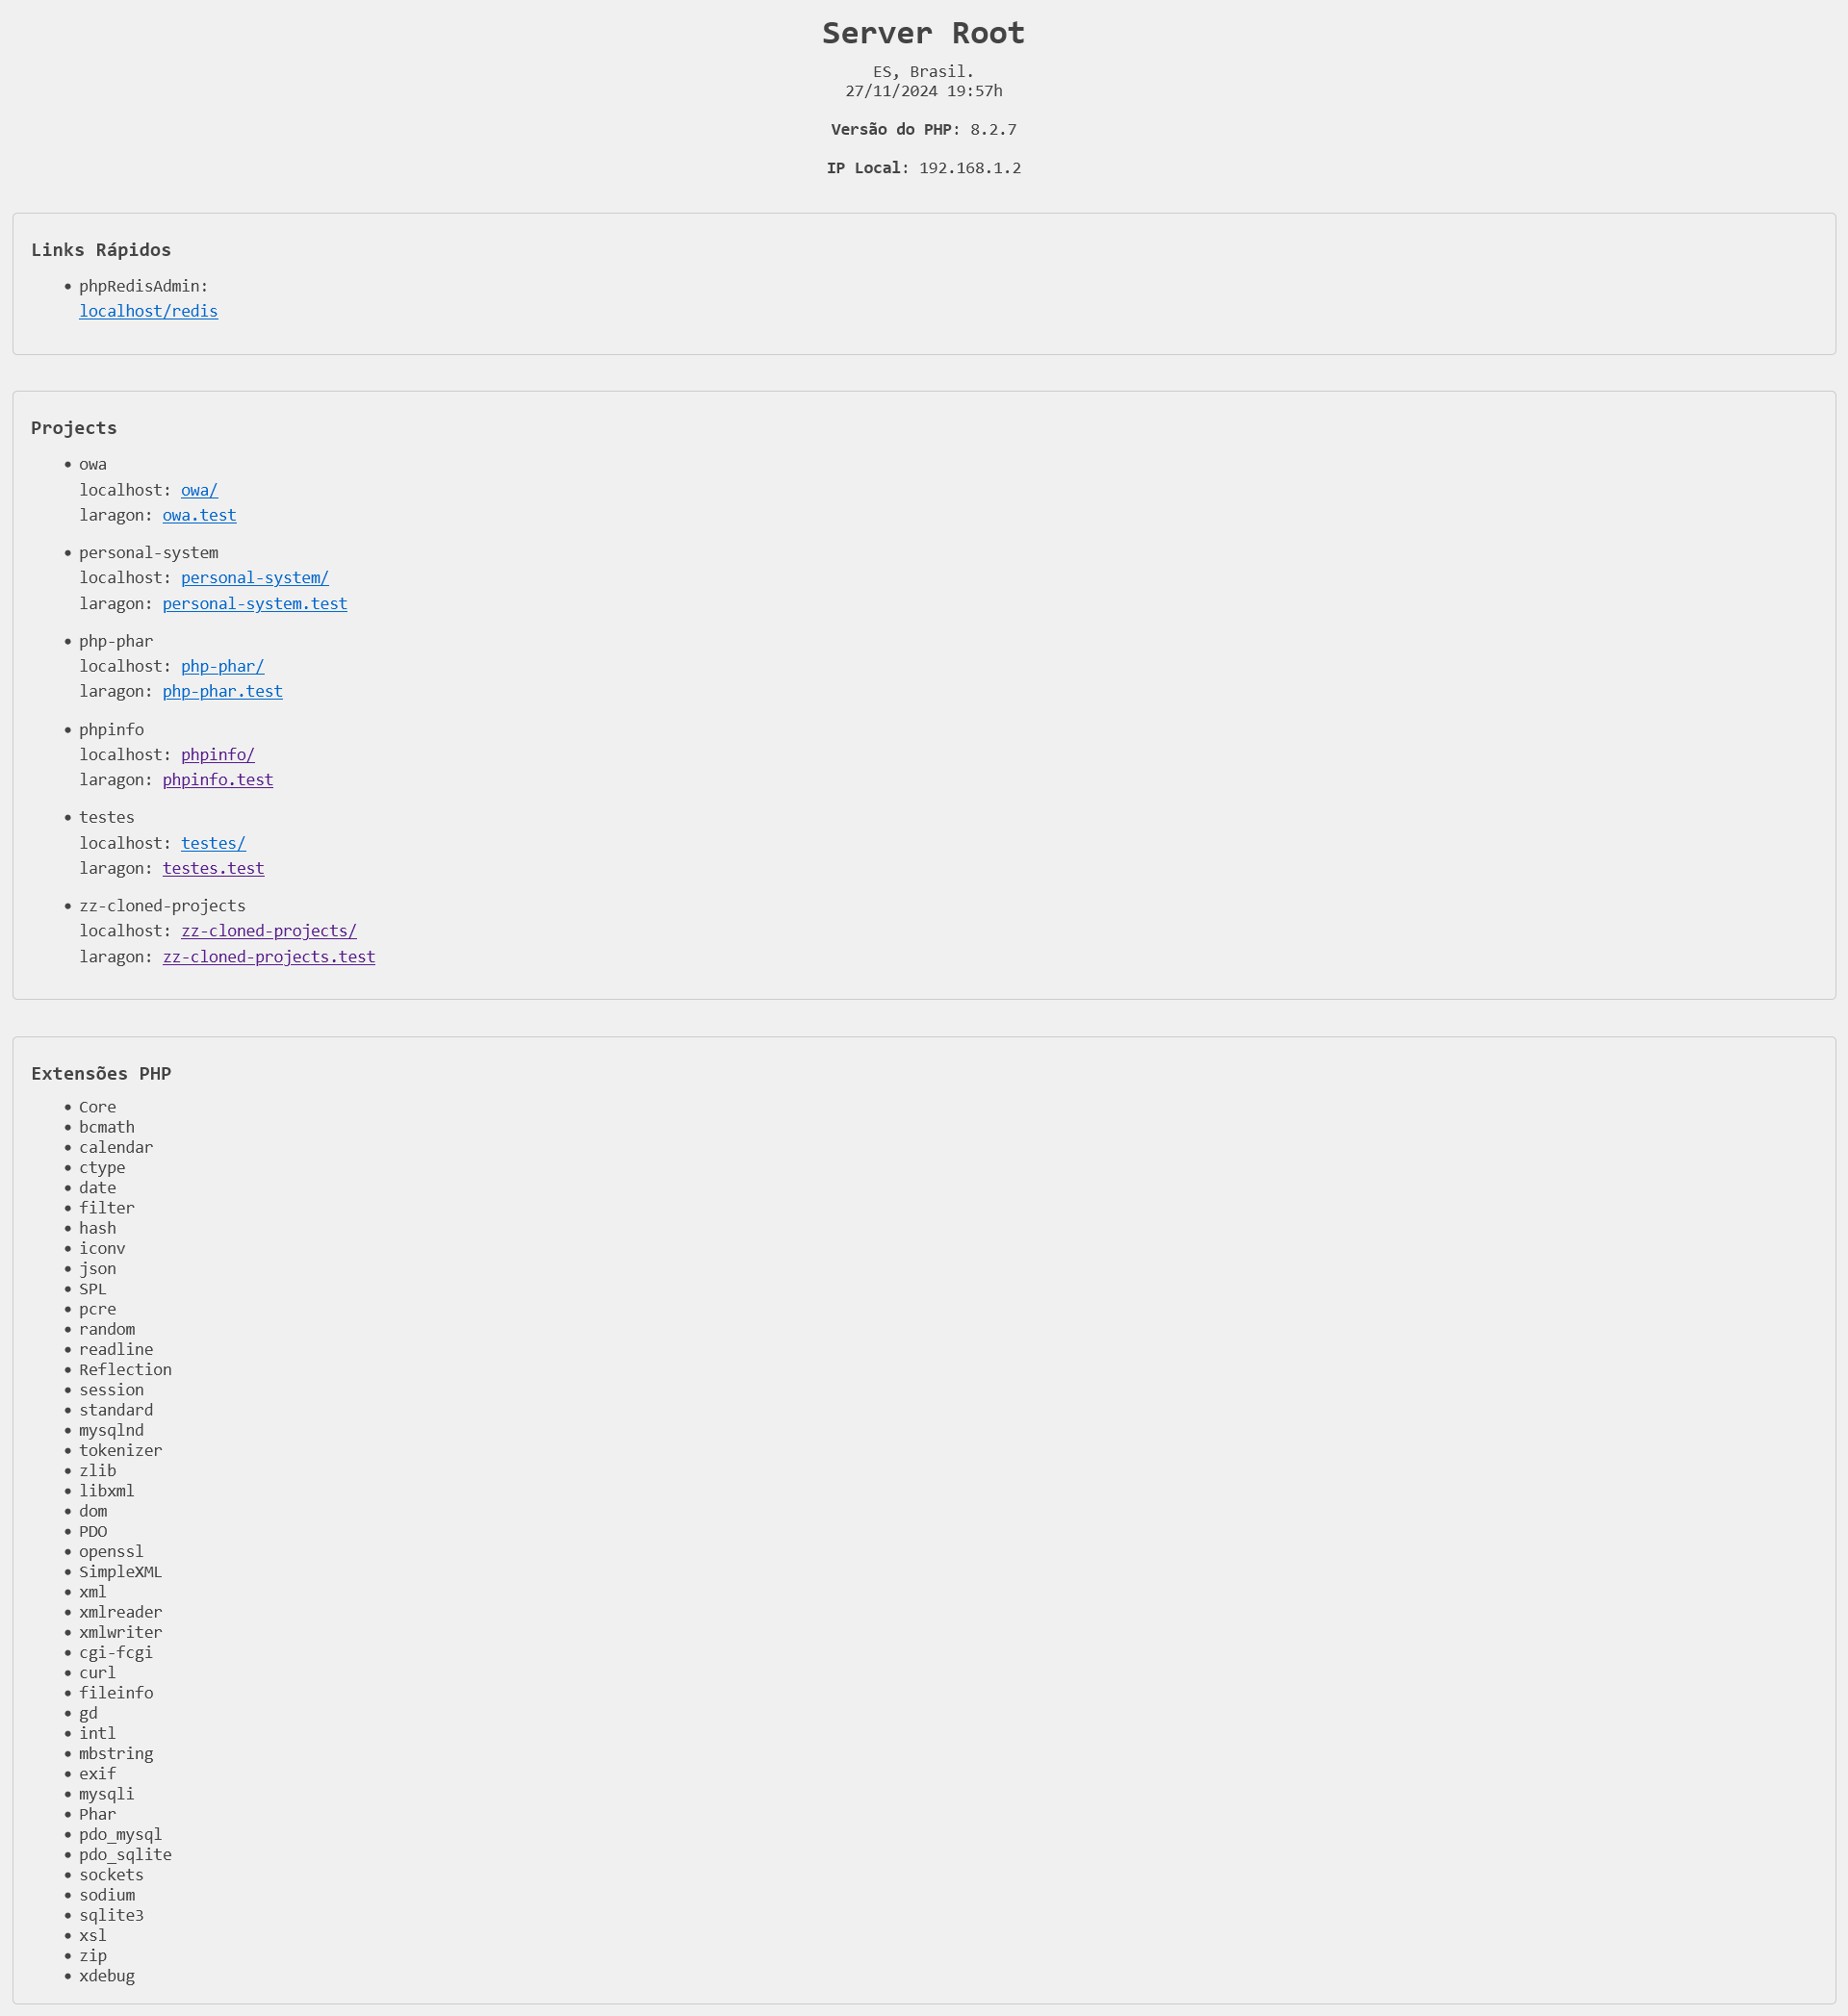 Server Root
ES, Brasil.
27/11/2024 19:57h
Versão do PHP: 8.2.7
IP Local: 192.168.1.2
Links Rápidos
phpRedisAdmin:
localhost/redis
Projects
owa
localhost: owa/
laragon: owa.test
personal-system
localhost: personal-system/
laragon: personal-system.test
php-phar
localhost: php-phar/
laragon: php-phar.test
phpinfo
localhost: phpinfo/
laragon: phpinfo.test
testes
localhost: testes/
laragon: testes.test
zz-cloned-projects
localhost: zz-cloned-projects/
laragon: zz-cloned-projects.test
Extensões PHP
Core
bcmath
calendar
ctype
date
filter
hash
iconv
json
SPL
pcre
random
readline
Reflection
session
standard
mysqlnd
tokenizer
zlib
libxml
dom
PDO
openssl
SimpleXML
xml
xmlreader
xmlwriter
cgi-fcgi
curl
fileinfo
gd
intl
mbstring
exif
mysqli
Phar
pdo_mysql
pdo_sqlite
sockets
sodium
sqlite3
xsl
zip
xdebug